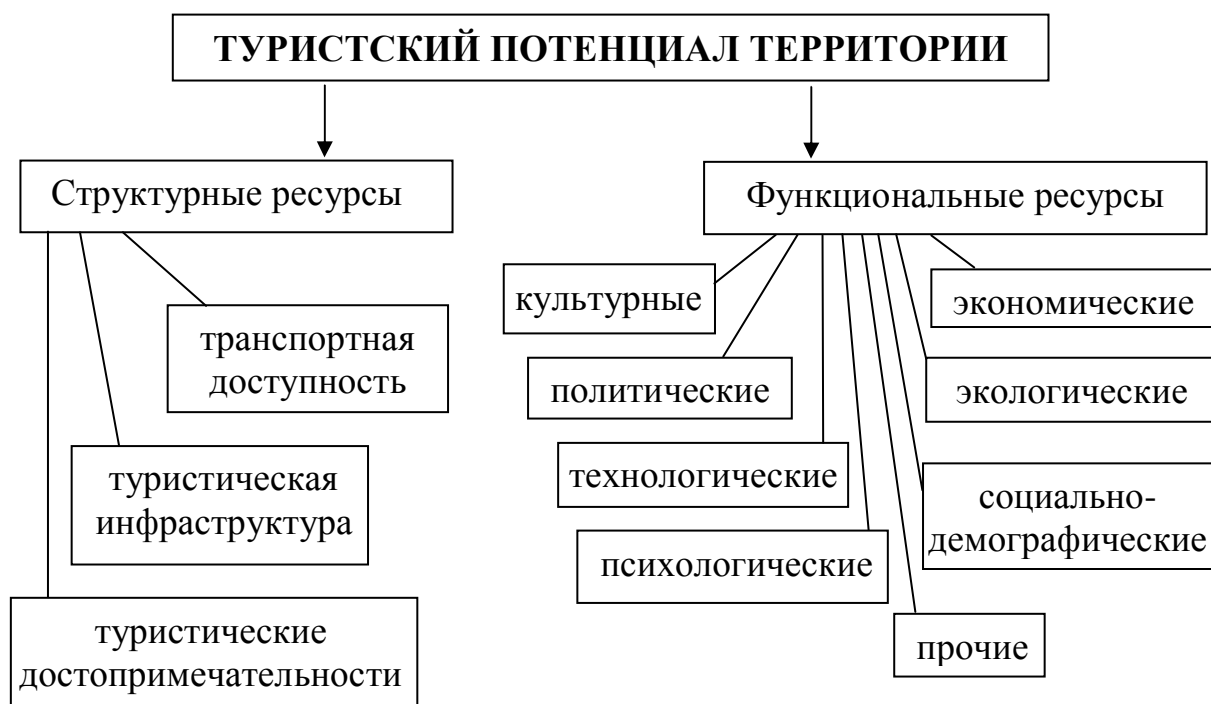 ТУРИСТСКИЙ ПОТЕНЦИАЛ ТЕРРИТОРИИ
Структурные ресурсы
транспортная
доступность
туристическая
инфраструктура
туристические
достопримечательности
Функциональные ресурсы
культурные
политические
технологические
психологические
экономические
экологические
социально-
демографические
прочие